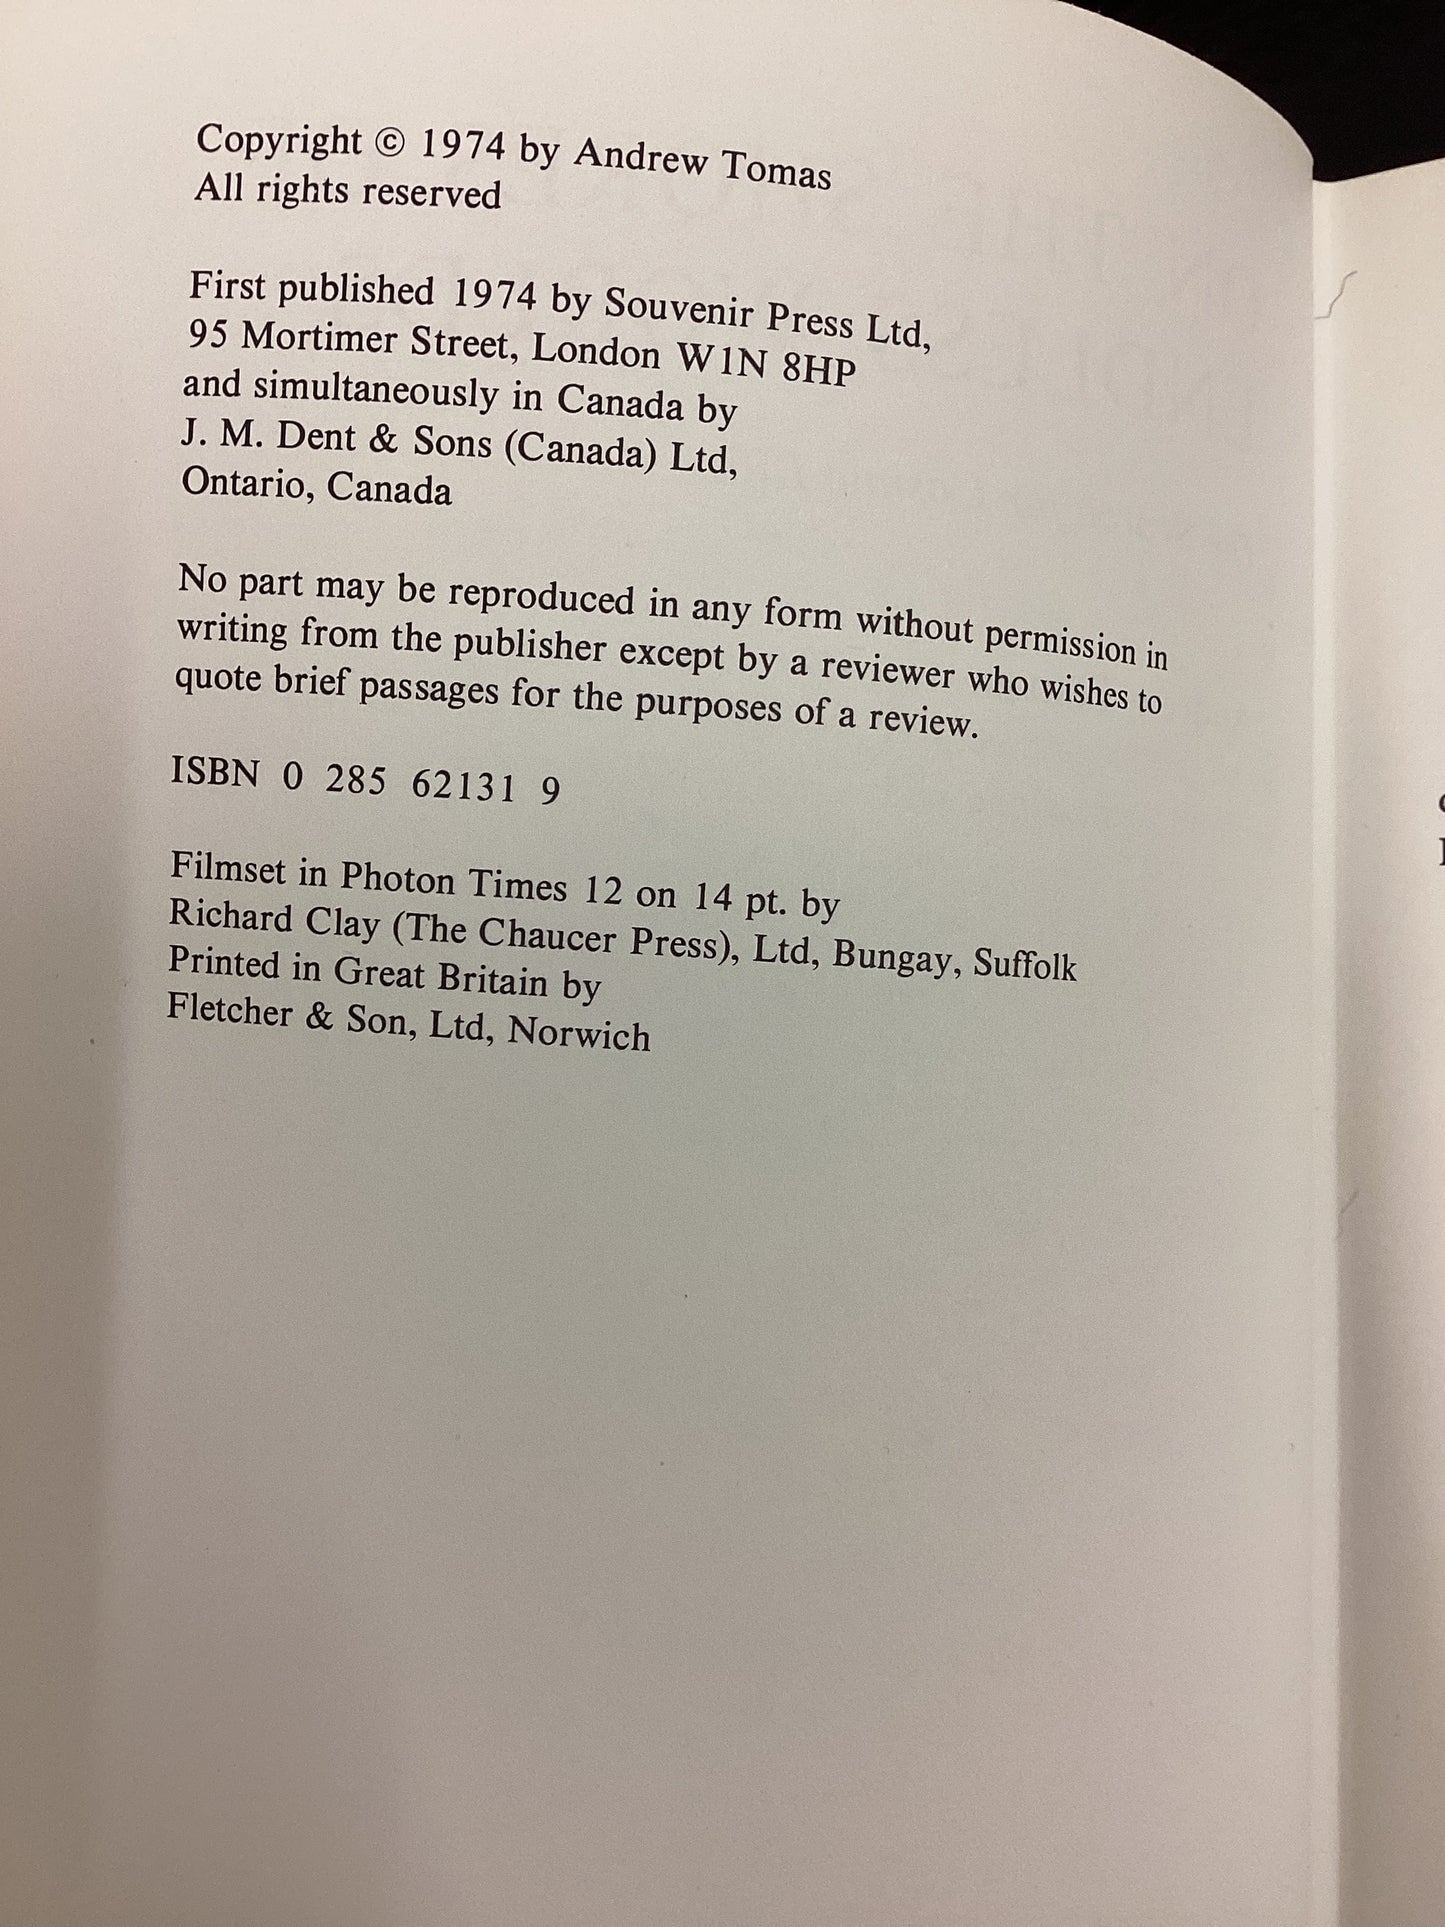 Copyright © 1974 by Andrew Tomas
All rights reserved
First published 1974 by Souvenir Press Ltd,
95 Mortimer Street, London W1N 8HP
and simultaneously in Canada by
J. M. Dent & Sons (Canada) Ltd,
Ontario, Canada
No part may be reproduced in any form without permission in
writing from the publisher except by a reviewer who wishes to
quote brief passages for the purposes of a review.
ISBN 0 285 62131 9
Filmset in Photon Times 12 on 14 pt. by
Richard Clay (The Chaucer Press), Ltd, Bungay, Suffolk
Printed in Great Britain by
Fletcher & Son, Ltd, Norwich